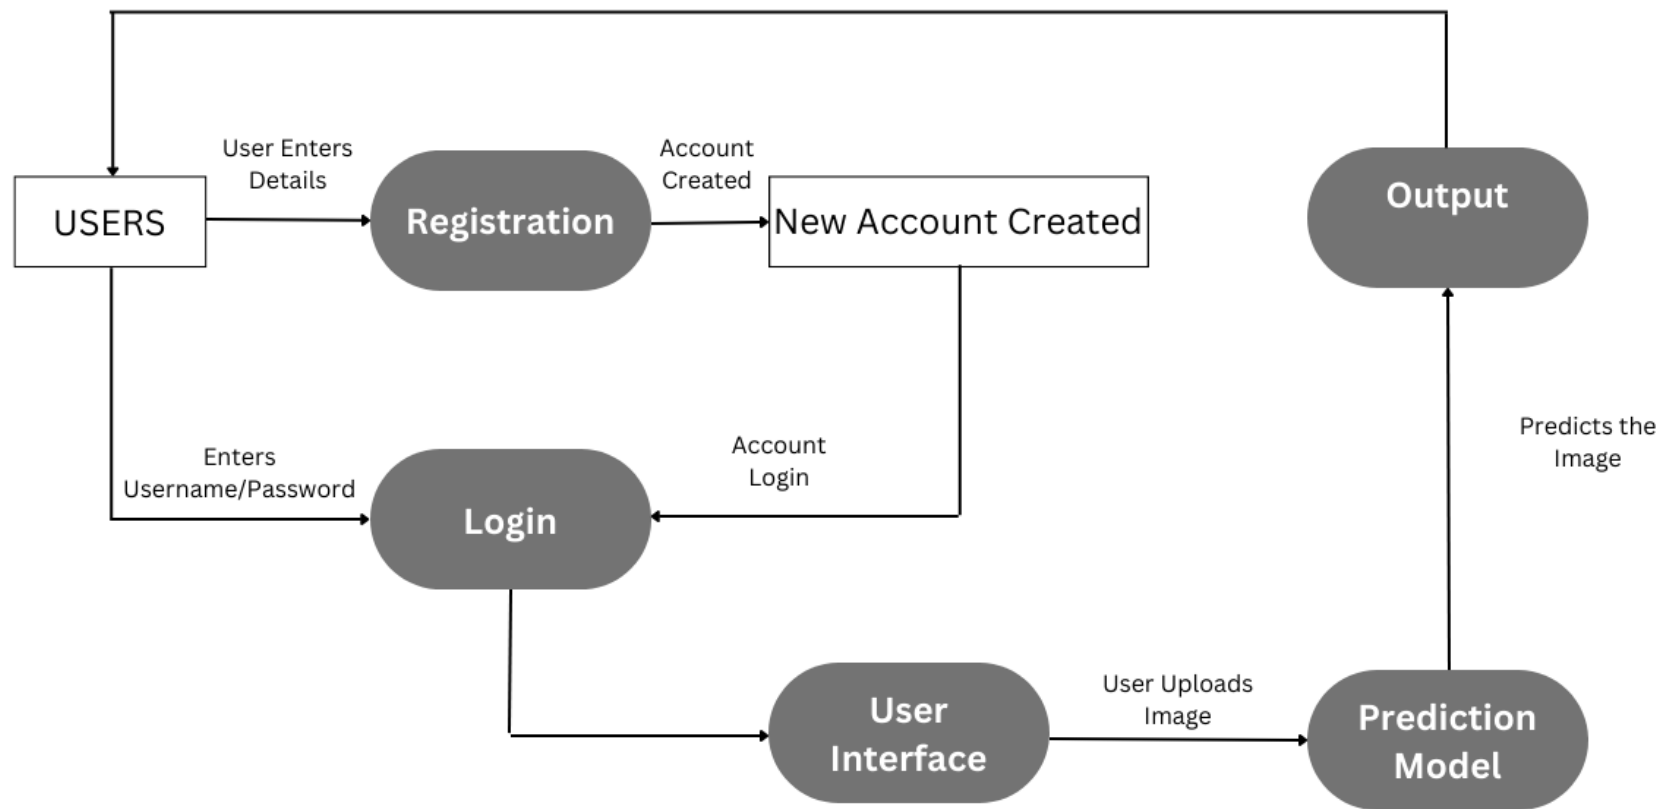 User Enters
Details
Account
Created
USERS
Registration
New Account Created
Output
Enters
Username/Password
Account
Login
Login
Predicts the
Image
User
Interface
User Uploads
Image
Prediction
Model